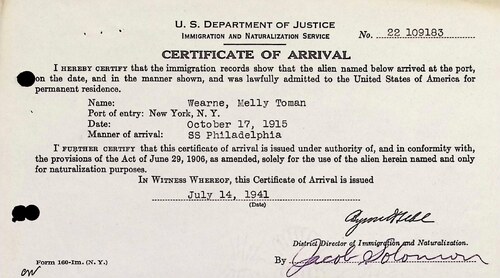 U. S. DEPARTMENT OF JUSTICE
IMMIGRATION AND NATURALIZATION SERVICE
No. 22 109183
CERTIFICATE OF ARRIVAL
I HEREBY CERTIFY that the immigration records show that the alien named below arrived at the port,
on the date, and in the manner shown, and was lawfully admitted to the United States of America for
permanent residence.
Name: Wearne, Melly Toman
Port of entry: New York, N. Y.
Date: October 17, 1915
Manner of arrival: SS Philadelphia
I FURTHER CERTIFY that this certificate of arrival is issued under authority of, and in conformity with,
the provisions of the Act of June 29, 1906, as amended, solely for the use of the alien herein named and only
for naturalization purposes.
IN WITNESS WHEREOF, this Certificate of Arrival is issued
July 14, 1941
(Date)
District Director of Immigration and Naturalization.
By Jacob Solomon
Form 160-Im. (N. Y.)